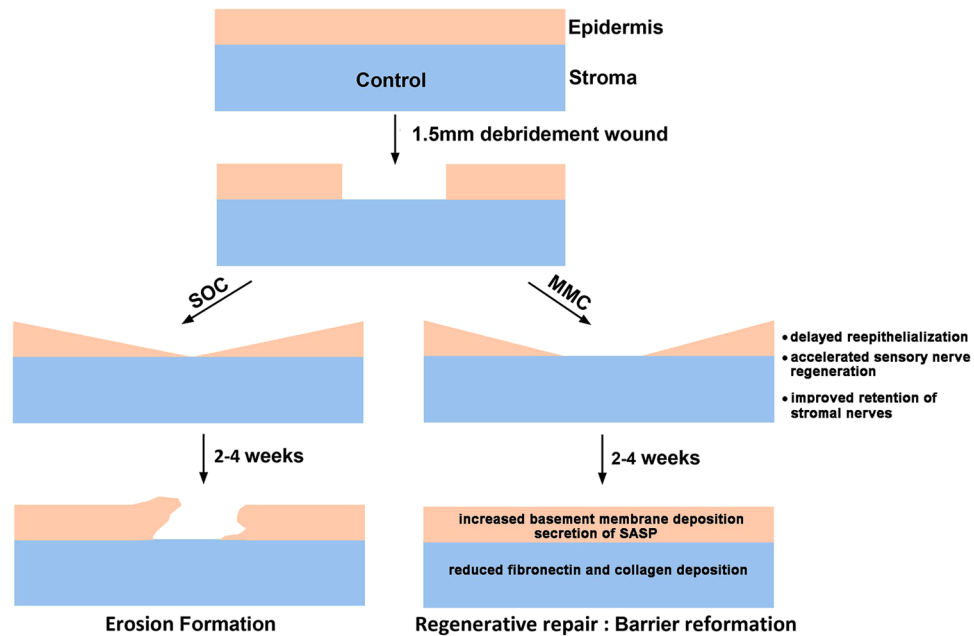 Epidermis
Control
Stroma
1.5mm debridement wound
SOC
MMC
• delayed reepithelialization
• accelerated sensory nerve
regeneration
• improved retention of
stromal nerves
2-4 weeks
2-4 weeks
increased basement membrane deposition
secretion of SASP
reduced fibronectin and collagen deposition
Erosion Formation
Regenerative repair : Barrier reformation